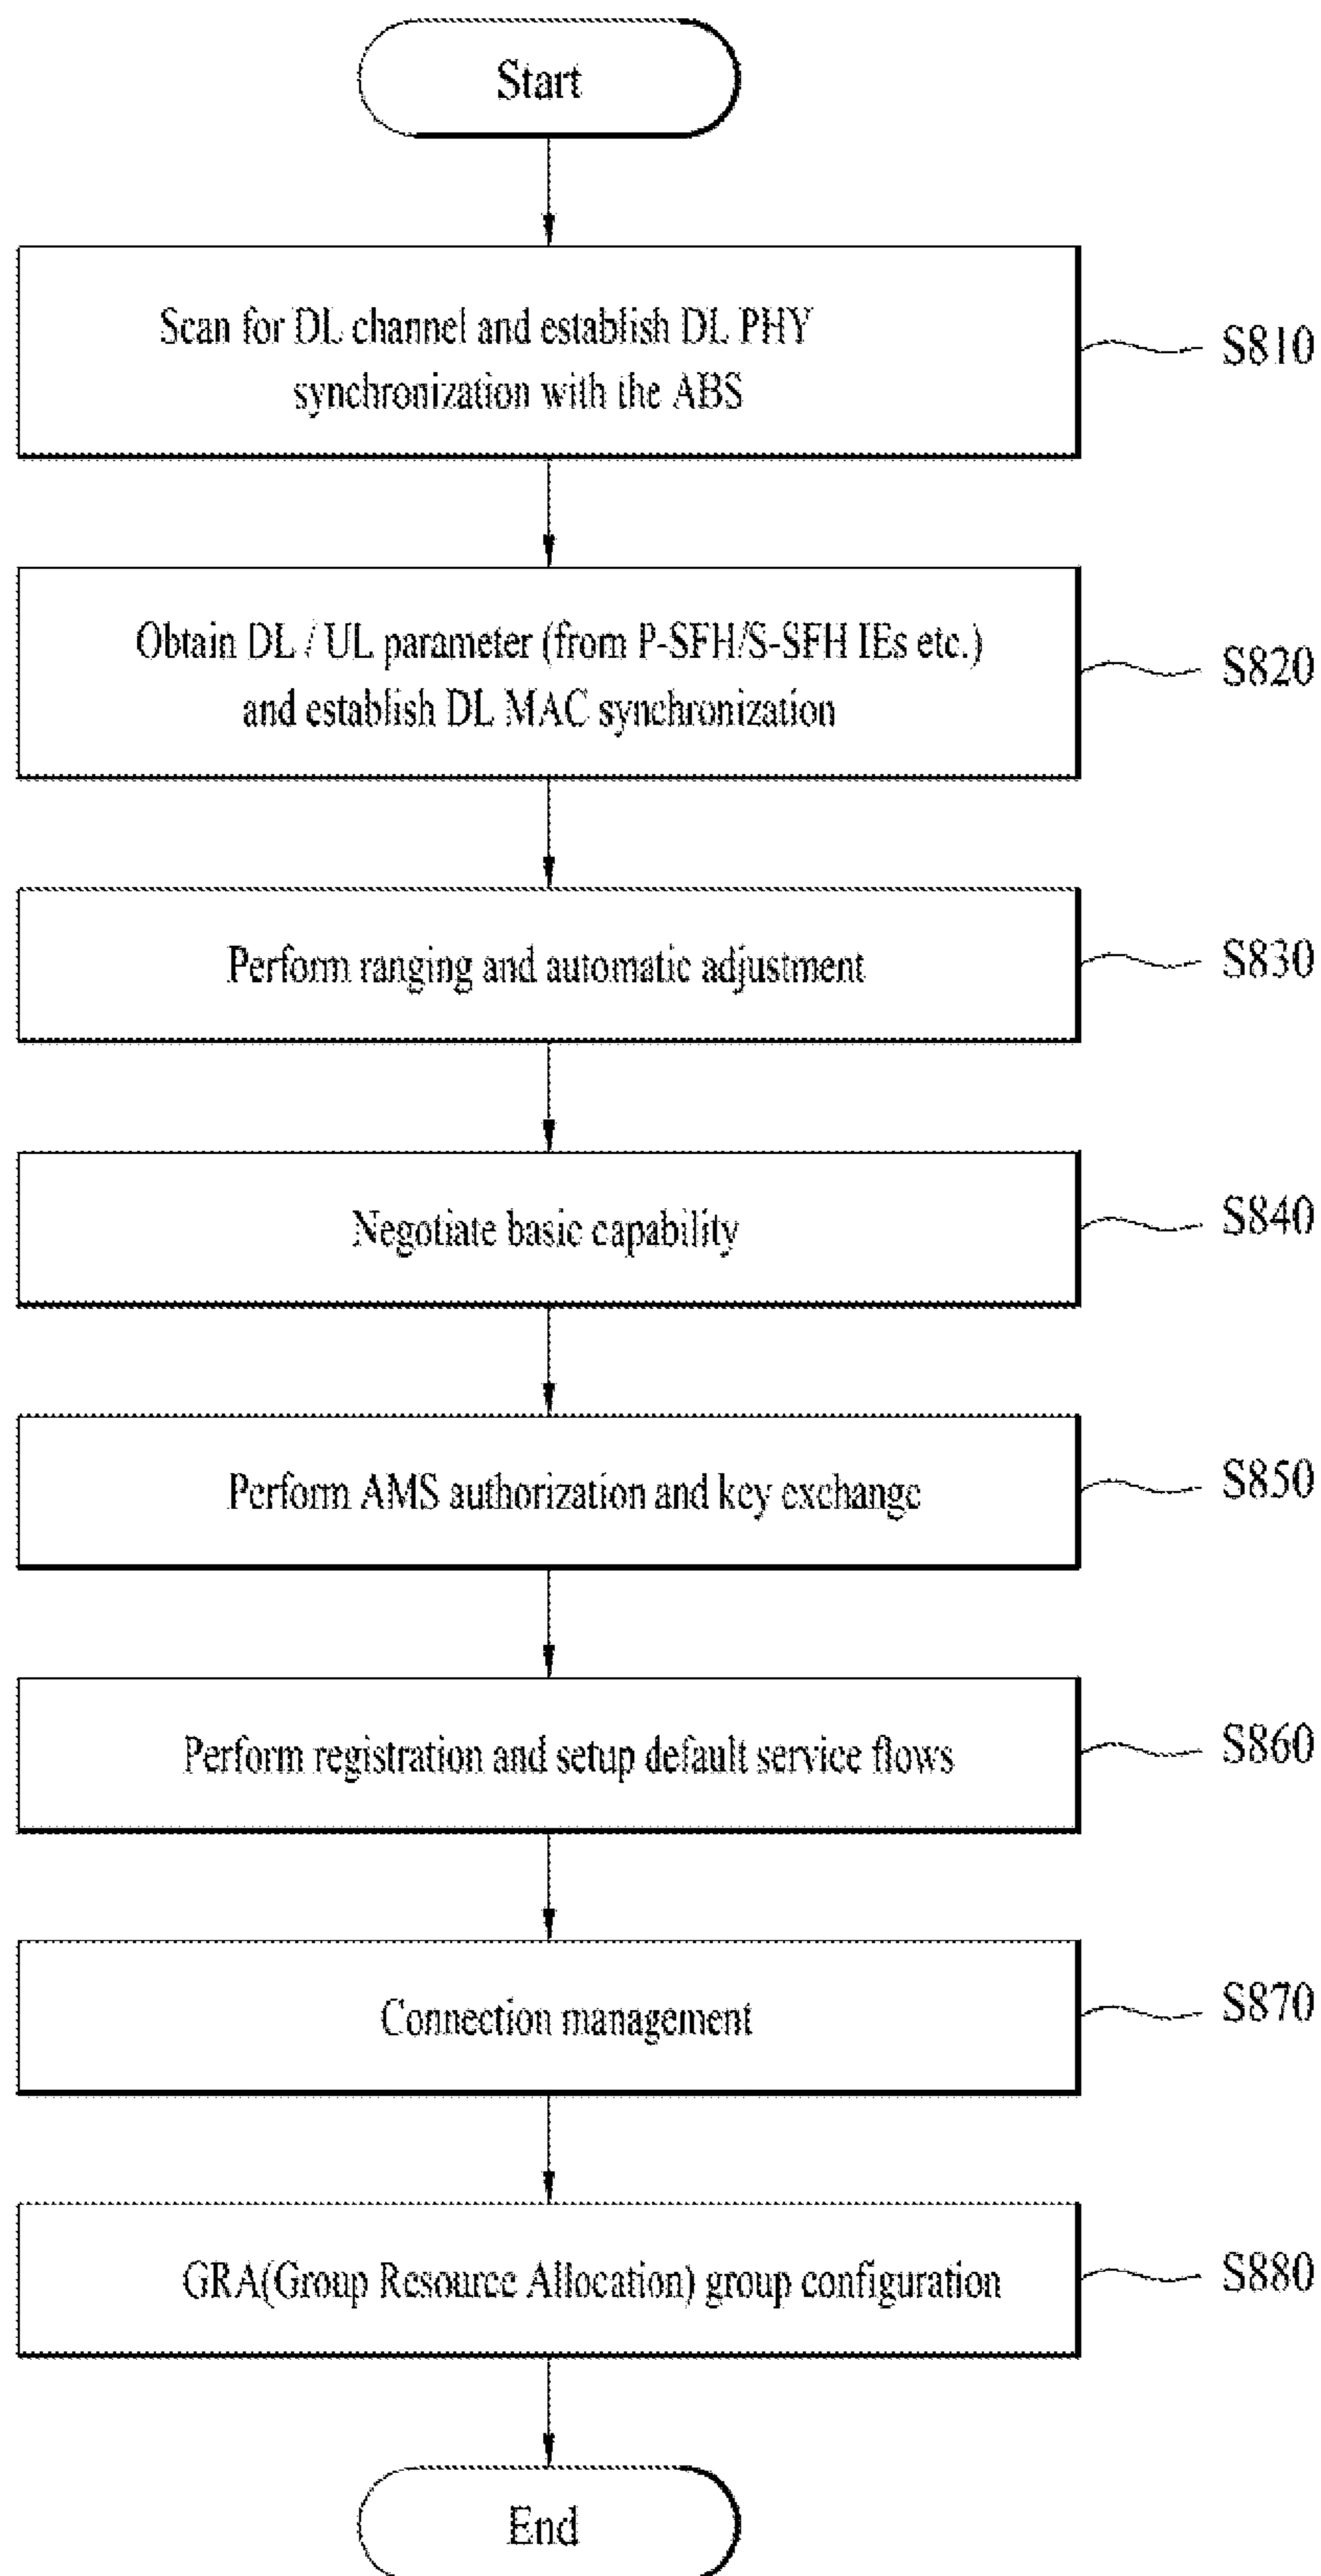 Start
Scan for DL channel and establish DL PHY
synchronization with the ABS
S810
Obtain DL / UL parameter (from P-SFH/S-SFH IEs etc.)
and establish DL MAC synchronization
S820
Perform ranging and automatic adjustment
S830
Negotiate basic capability
S840
Perform AMS authorization and key exchange
S850
Perform registration and setup default service flows
S860
Connection management
S870
GRA(Group Resource Allocation) group configuration
S880
End